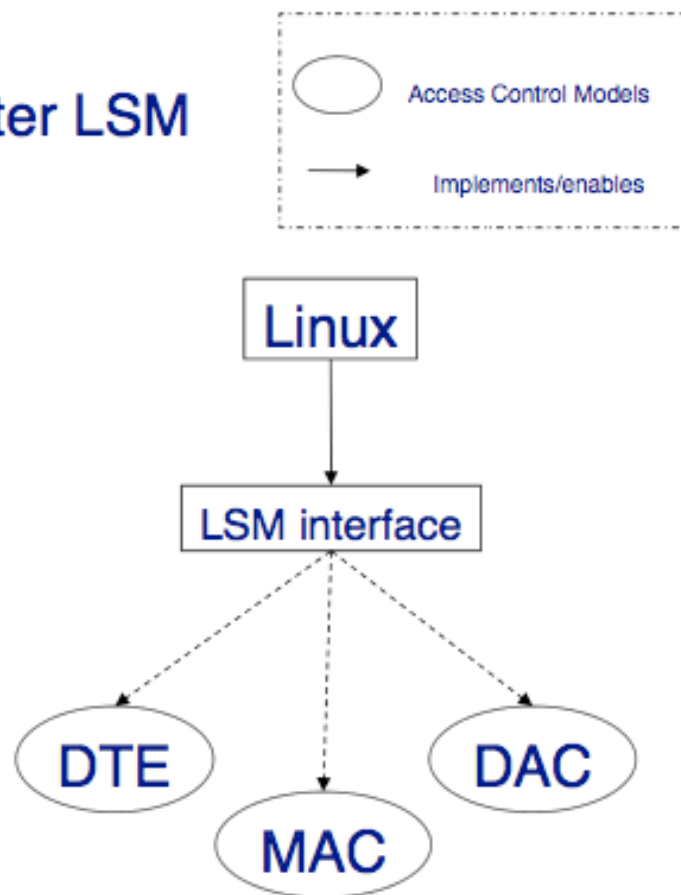 ter LSM
Access Control Models
Implements/enables
Linux
LSM interface
DTE
DAC
MAC